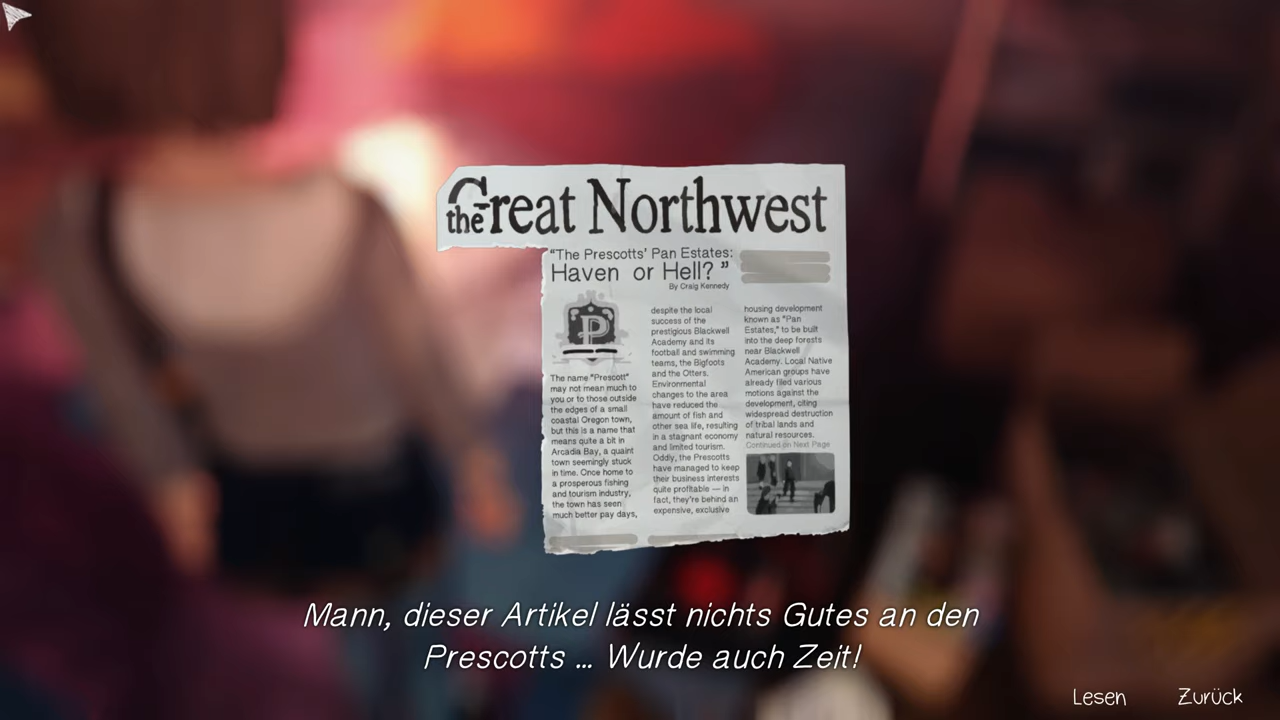 the Great Northwest
"The Prescotts' Pan Estates:
Haven or Hell?"
By Craig Kennedy
P
The name "Prescott"
may not mean much to
you or to those outside
the edges of a small
coastal Oregon town,
but this is a name that
means quite a bit in
Arcadia Bay, a quaint
town seemingly stuck
in time. Once home to
a prosperous fishing
and tourism industry,
the town has seen
much better pay days,
despite the local
success of the
prestigious Blackwell
Academy and its
football and swimming
teams, the Bigfoots
and the Otters.
Environmental
changes to the area
have reduced the
amount of fish and
other sea life, resulting
in a stagnant economy
and limited tourism.
Oddly, the Prescotts
have managed to keep
their business interests
quite profitable — in
fact, they're behind an
expensive, exclusive
housing development
known as "Pan
Estates," to be built
into the deep forests
near Blackwell
Academy. Local Native
American groups have
already filed various
motions against the
development, citing
widespread destruction
of tribal lands and
natural resources.
Continued on Next Page
Mann, dieser Artikel lässt nichts Gutes an den
Prescotts ... Wurde auch Zeit!
Lesen Zurück